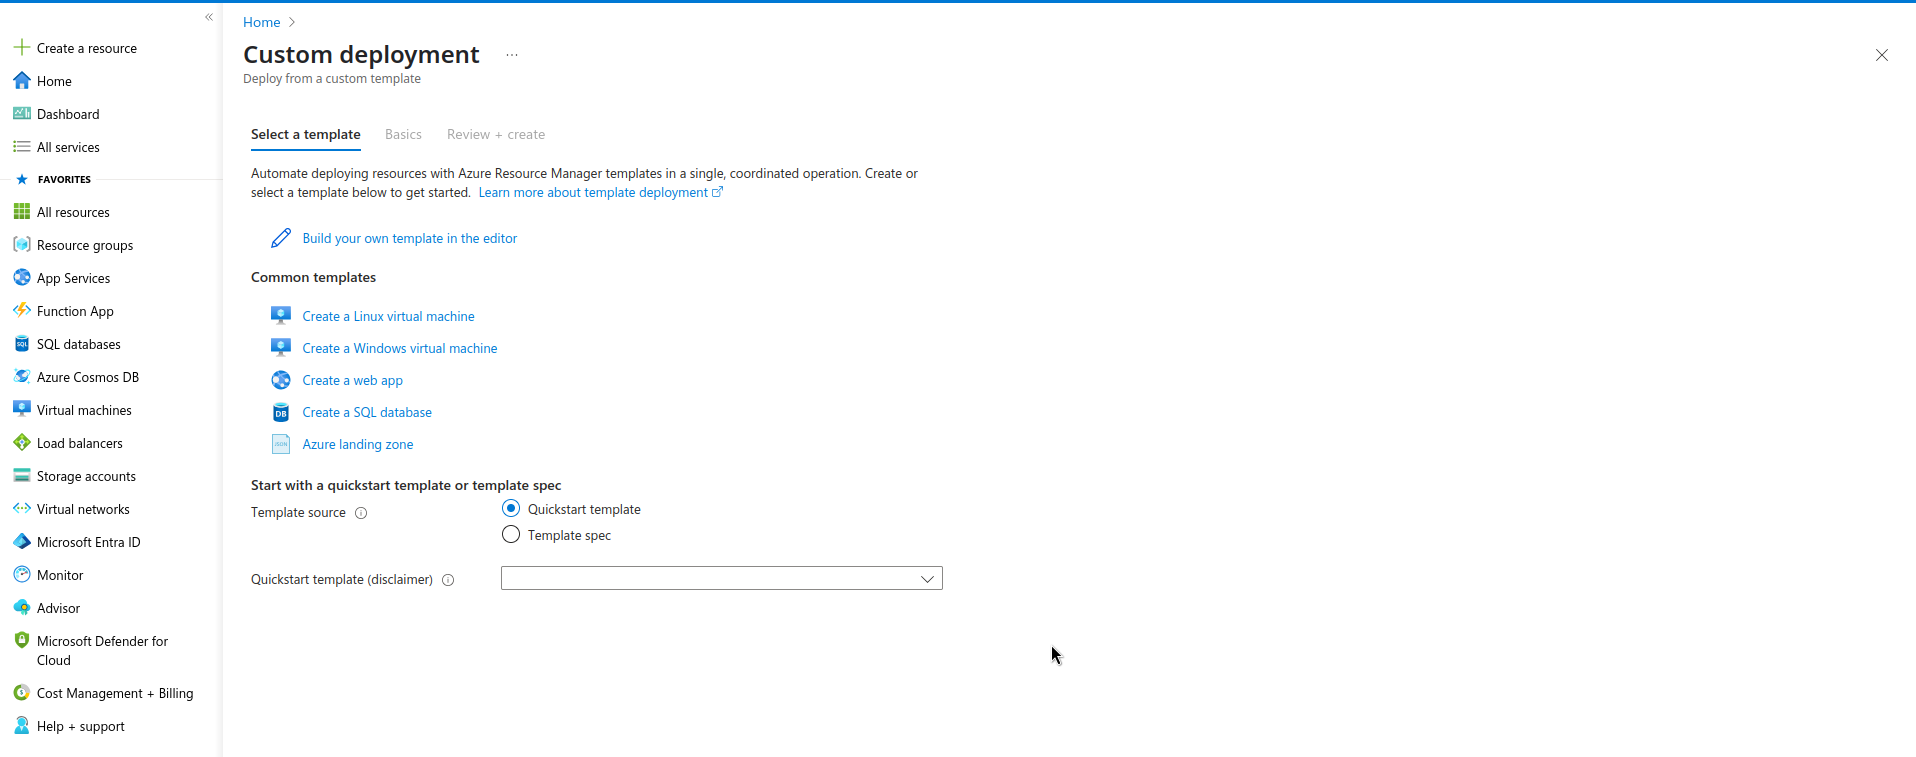 Create a resource
Home
Dashboard
All services
FAVORITES
All resources
Resource groups
App Services
Function App
SQL databases
Azure Cosmos DB
Virtual machines
Load balancers
Storage accounts
Virtual networks
Microsoft Entra ID
Monitor
Advisor
Microsoft Defender for
Cloud
Cost Management + Billing
Help + support
Home
Custom deployment
Deploy from a custom template
Select a template
Basics
Review + create
Automate deploying resources with Azure Resource Manager templates in a single, coordinated operation. Create or
select a template below to get started. Learn more about template deployment
Build your own template in the editor
Common templates
Create a Linux virtual machine
Create a Windows virtual machine
Create a web app
Create a SQL database
Azure landing zone
Start with a quickstart template or template spec
Template source
Quickstart template
Template spec
Quickstart template (disclaimer)